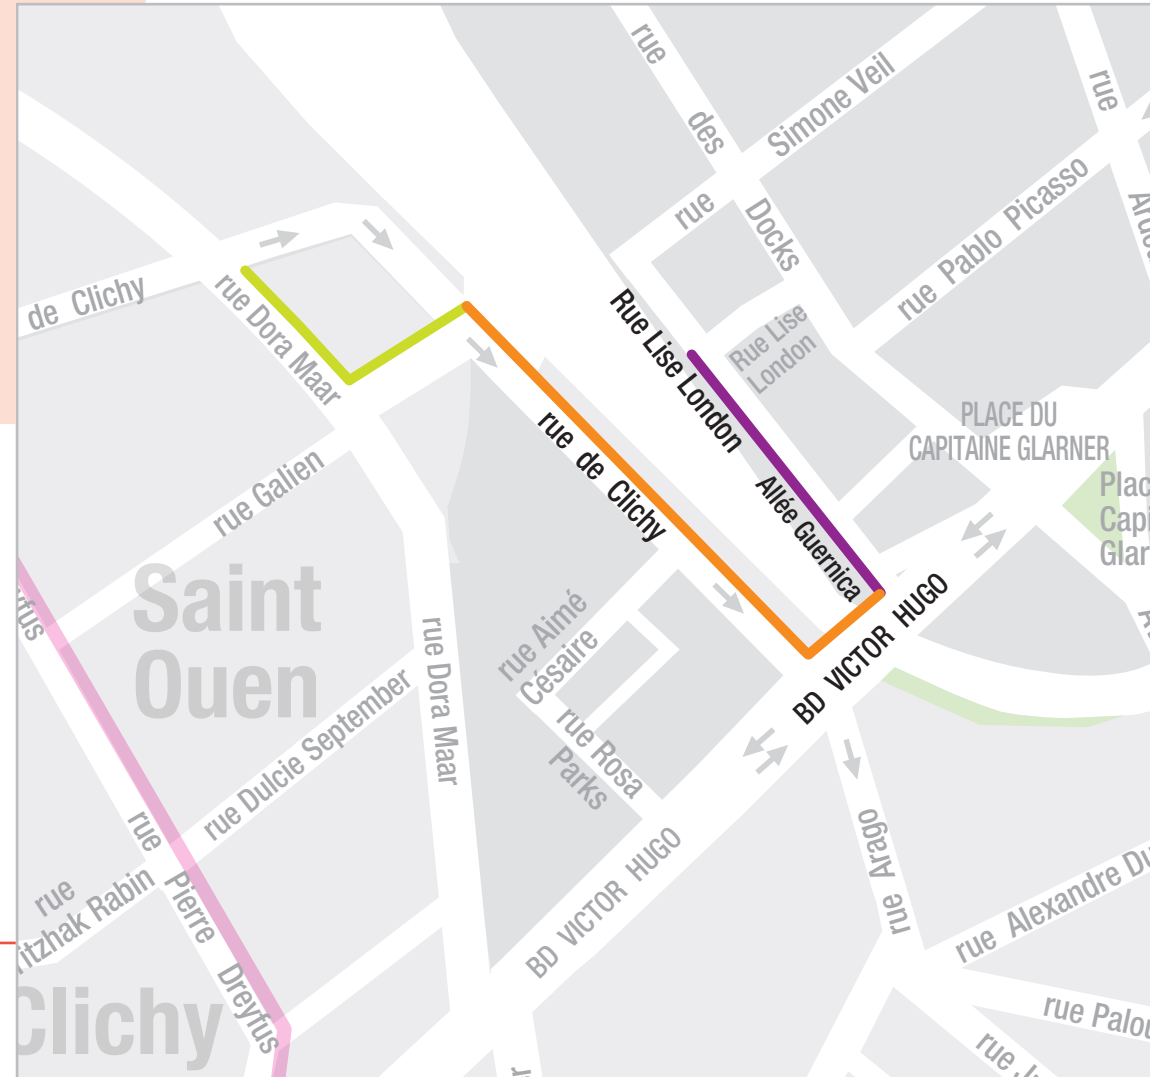 rue des Docks
rue Simone Veil
rue
rue Pablo Picasso
de Clichy
rue Dora Maar
Rue Lise London
Rue Lise
London
PLACE DU
CAPITAINE GLARNER
rue de Clichy
Allée Guernica
rue Galien
Saint
Ouen
rue Aimé
Césaire
BD VICTOR HUGO
rue Dora Maar
rue Dulcie September
rue Rosa
Parks
rue Arago
BD VICTOR HUGO
rue
Rabin
rue Pierre Dreyfus
rue Alexandre
Clichy
rue
rue